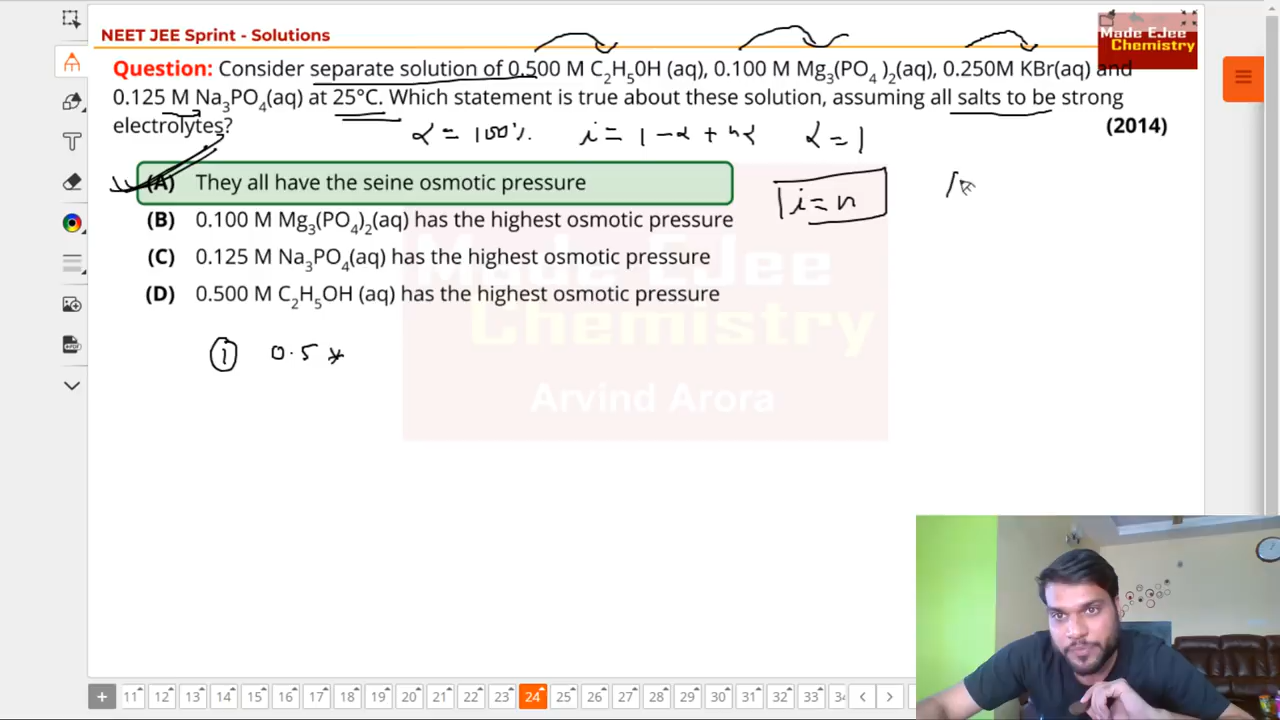 NEET JEE Sprint - Solutions
Made EJee
Chemistry
Question: Consider separate solution of 0.500 M C₂H₅0H (aq), 0.100 M Mg₃(PO₄)₂(aq), 0.250M KBr(aq) and
0.125 M Na₃PO₄(aq) at 25°C. Which statement is true about these solution, assuming all salts to be strong
electrolytes? (2014)
α = 100% i = 1 - α + nα α = 1
(A) They all have the seine osmotic pressure
i = n
(B) 0.100 M Mg₃(PO₄)₂(aq) has the highest osmotic pressure
(C) 0.125 M Na₃PO₄(aq) has the highest osmotic pressure
(D) 0.500 M C₂H₅OH (aq) has the highest osmotic pressure
Made EJee
Chemistry
Arvind Arora
(i) 0.5 ×
+ 11 12 13 14 15 16 17 18 19 20 21 22 23 24 25 26 27 28 29 30 31 32 33 < >